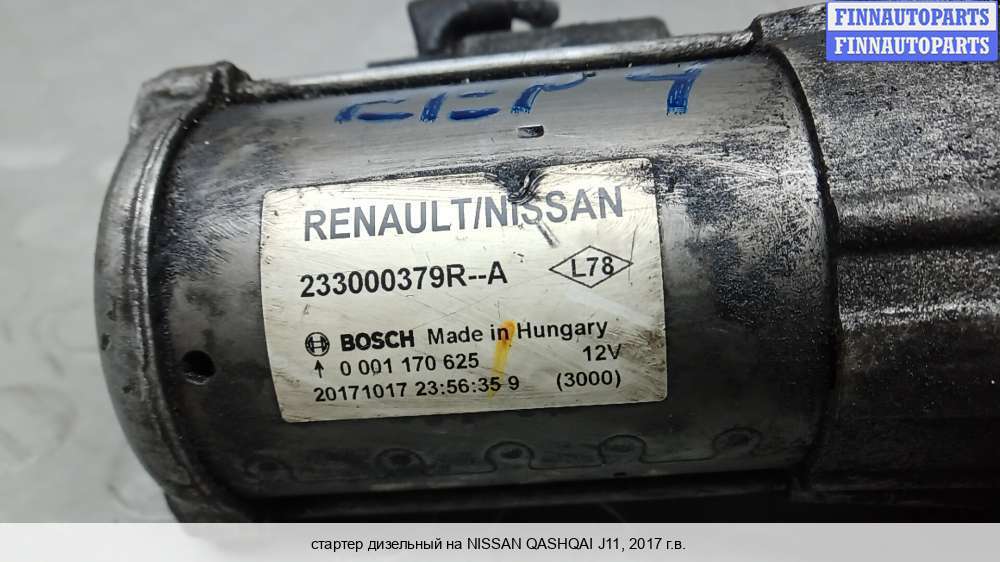 FINNAUTOPARTS
FINNAUTOPARTS
RENAULT/NISSAN
233000379R--A
L78
BOSCH Made in Hungary
0 001 170 625 12V
20171017 23:56:35 9 (3000)
стартер дизельный на NISSAN QASHQAI J11, 2017 г.в.